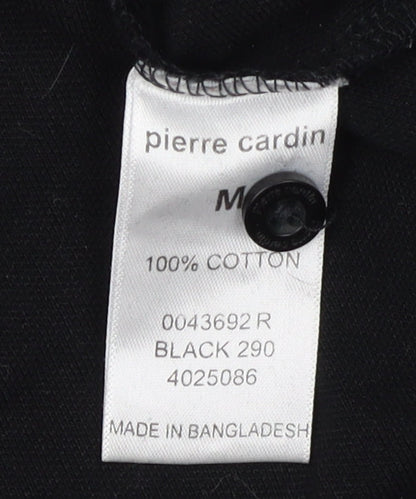 pierre cardin
M
100% COTTON
0043692 R
BLACK 290
4025086
MADE IN BANGLADESH